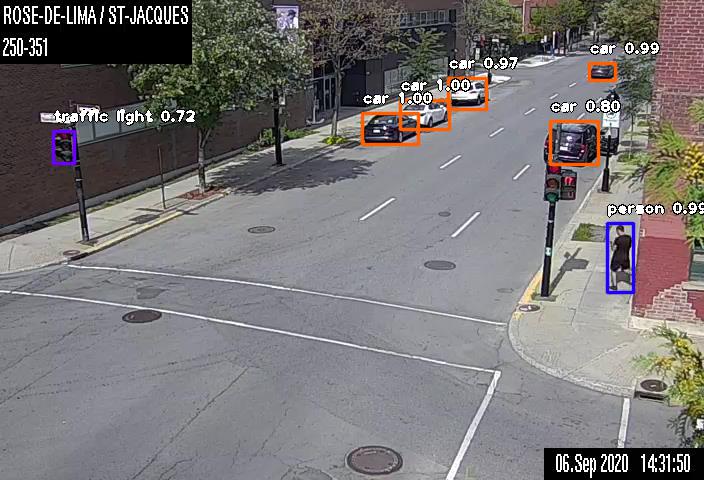 ROSE-DE-LIMA / ST-JACQUES
250-351
car 0.99
car 0.97
car 1.00
car 1.00
car 0.80
traffic light 0.72
person 0.99
06.Sep 2020 14:31:50